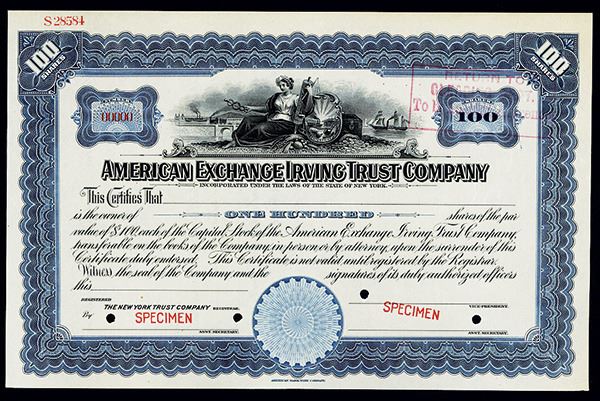 S 28584
100 SHARES
100 SHARES
RETURN TO
NUMBER
00000
SHARES
100
AMERICAN EXCHANGE IRVING TRUST COMPANY
INCORPORATED UNDER THE LAWS OF THE STATE OF NEW YORK.
This Certifies That
is the owner of ONE HUNDRED shares of the par
value of $100, each of the Capital Stock of the American Exchange Irving Trust Company,
transferable on the books of the Company in person or by attorney, upon the surrender of this
Certificate duly endorsed. This Certificate is not valid until registered by the Registrar.
Witness the seal of the Company and the signatures of its duly authorized officers
this
REGISTERED
THE NEW YORK TRUST COMPANY REGISTRAR.
VICE-PRESIDENT.
By SPECIMEN
SPECIMEN
ASST. SECRETARY.
ASST. SECRETARY.
AMERICAN BANK NOTE COMPANY.